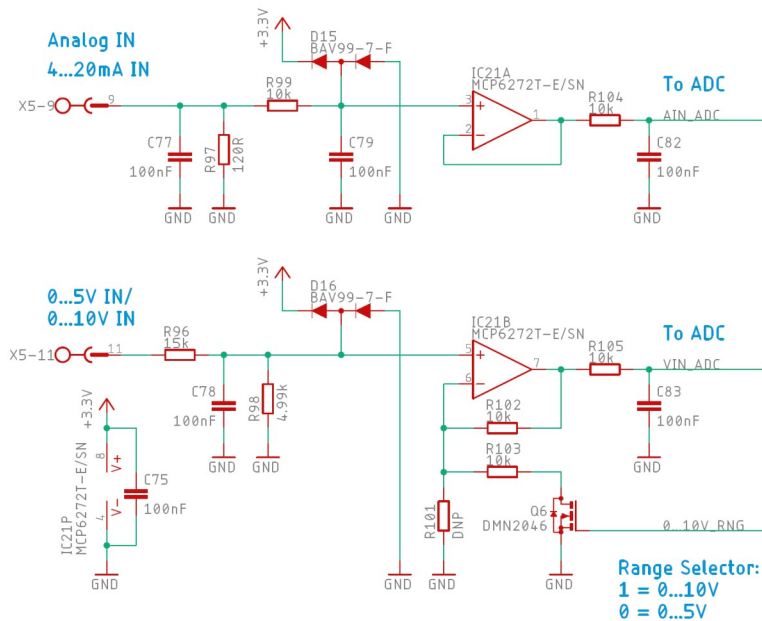 Analog IN
4...20mA IN
X5-9
9
+3.3V
D15
BAV99-7-F
R99
10k
C77
100nF
R97
120R
C79
100nF
GND
GND
GND
GND
IC21A
MCP6272T-E/SN
3
2
1
+
−
R104
10k
To ADC
AIN_ADC
C82
100nF
GND
0...5V IN/
0...10V IN
X5-11
11
R96
15k
+3.3V
D16
BAV99-7-F
C78
100nF
R98
4.99k
GND
GND
GND
IC21B
MCP6272T-E/SN
5
6
7
+
−
R105
10k
To ADC
VIN_ADC
C83
100nF
GND
R102
10k
R103
10k
R101
DNP
GND
Q6
DMN2046
GND
0...10V_RNG
+3.3V
8
V+
4
V-
IC21P
MCP6272T-E/SN
C75
100nF
GND
Range Selector:
1 = 0...10V
0 = 0...5V